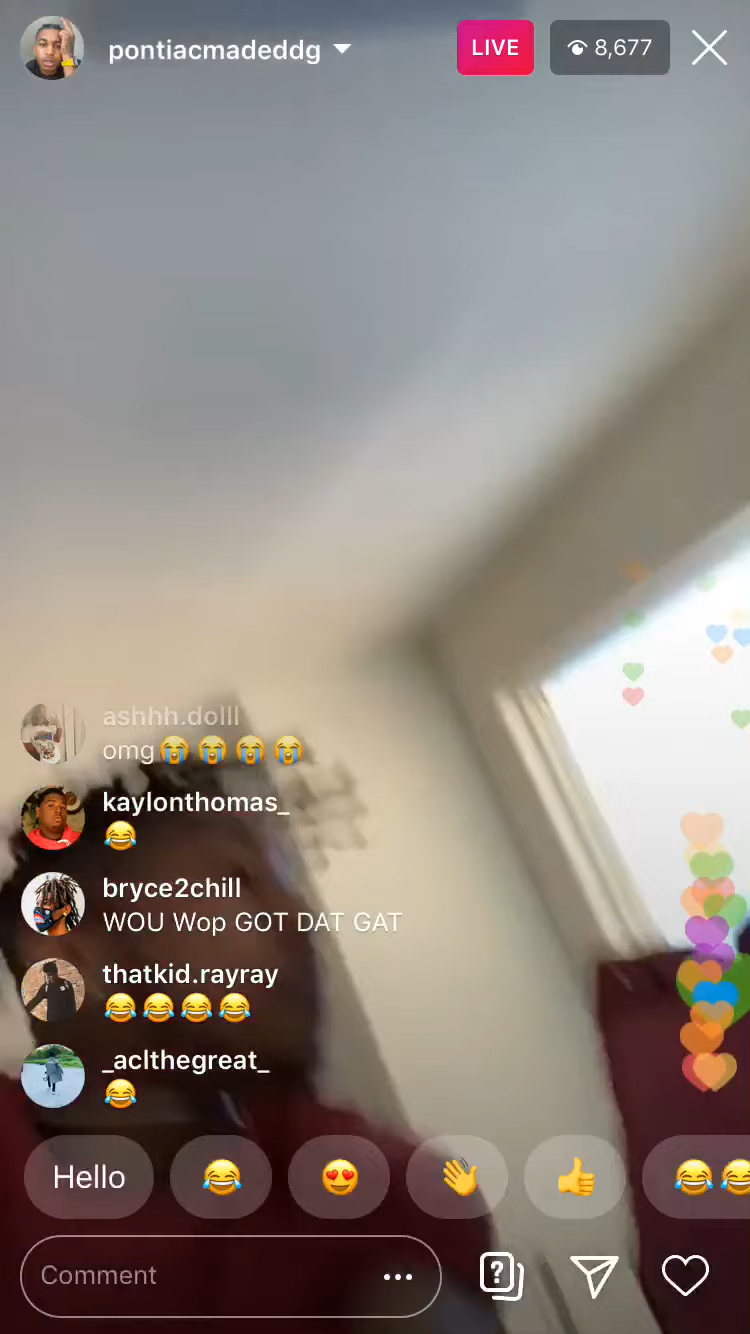 pontiacmadeddg
LIVE
8,677
ashhh.dolll
omg😭😭😭😭
kaylonthomas_
😂
bryce2chill
WOU Wop GOT DAT GAT
thatkid.rayray
😂😂😂😂
_aclthegreat_
😂
Hello 😂 😍 👋 👍 😂😂
Comment